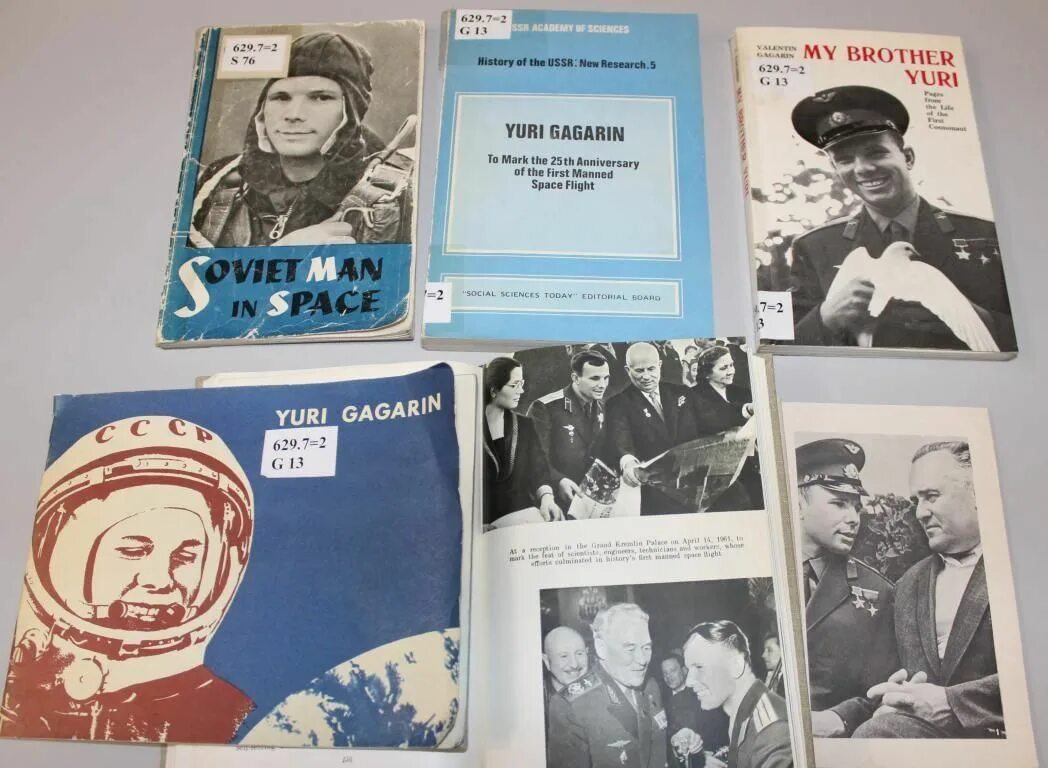 629.7=2
S 76
SOVIET MAN
IN SPACE
629.7=2
G 13
SSR ACADEMY OF SCIENCES
History of the USSR: New Research, 5
YURI GAGARIN
To Mark the 25th Anniversary
of the First Manned
Space Flight
"SOCIAL SCIENCES TODAY" EDITORIAL BOARD
=2
VALENTIN
GAGARIN
MY BROTHER
YURI
629.7=2
G 13
Pages
from
the Life
of the
First
Cosmonaut
.7=2
3
YURI GAGARIN
629.7=2
G 13
СССР
At a reception in the Grand Kremlin Palace on April 14, 1961, to
mark the feat of scientists, engineers, technicians and workers, whose
efforts culminated in history's first manned space flight